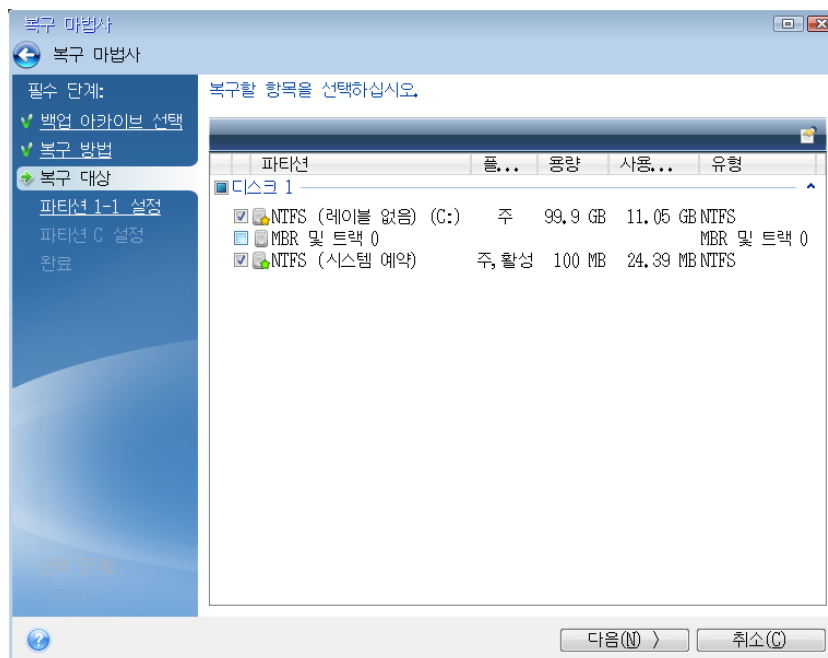 복구 마법사
복구 마법사
필수 단계:
백업 아카이브 선택
복구 방법
복구 대상
파티션 1-1 설정
파티션 C 설정
완료
복구할 항목을 선택하십시오.
파티션 플... 용량 사용... 유형
디스크 1
NTFS (레이블 없음) (C:) 주 99.9 GB 11.05 GB NTFS
MBR 및 트랙 0 MBR 및 트랙 0
NTFS (시스템 예약) 주, 활성 100 MB 24.39 MB NTFS
다음(N) > 취소(C)